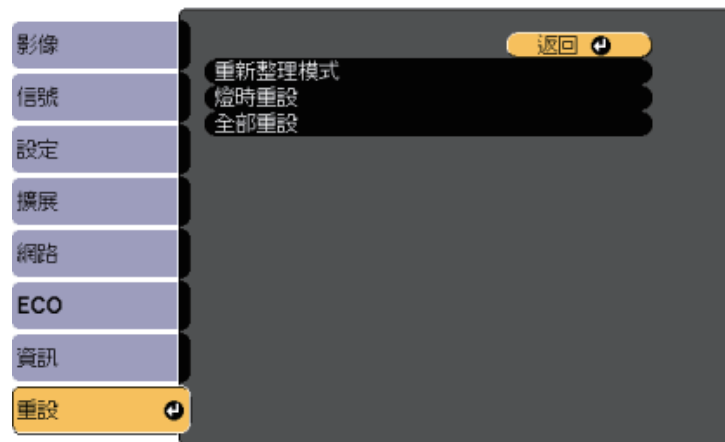 影像
信號
設定
擴展
網路
ECO
資訊
重設
返回
重新整理模式
燈時重設
全部重設